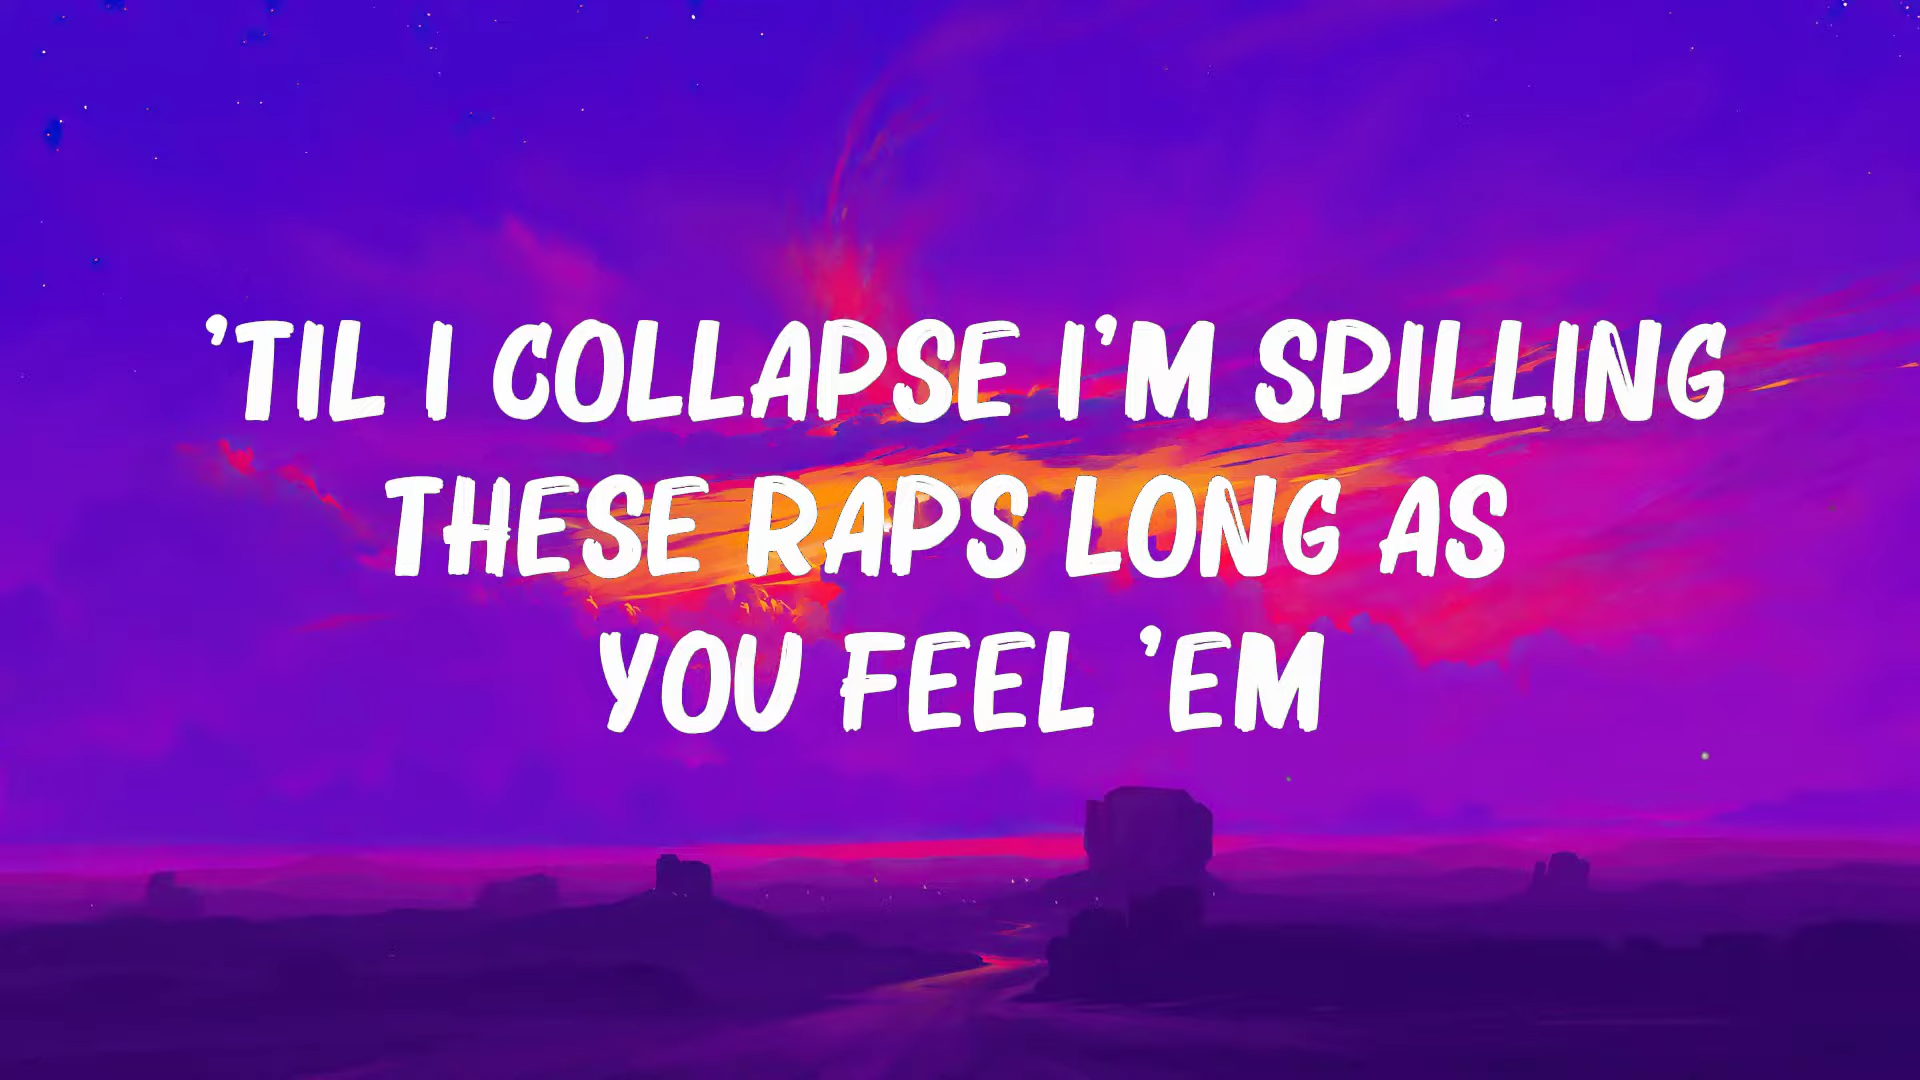 ’TIL I COLLAPSE I’M SPILLING
THESE RAPS LONG AS
YOU FEEL ’EM